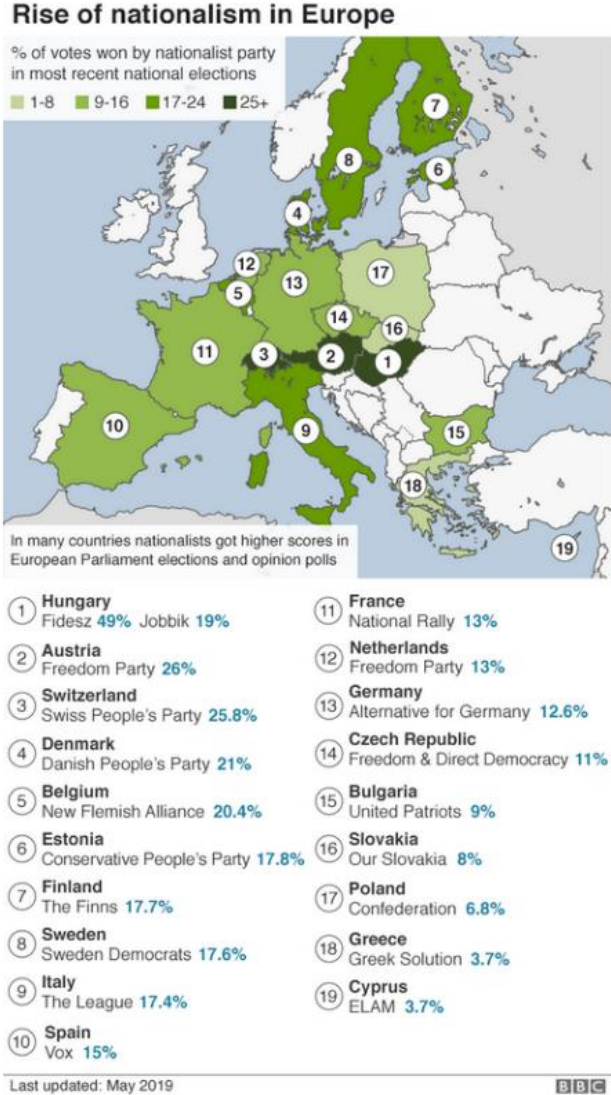 Rise of nationalism in Europe
% of votes won by nationalist party
in most recent national elections
1-8 9-16 17-24 25+
7
8
6
4
12
17
13
5
14
16
11
3
2
1
10
9
15
18
19
In many countries nationalists got higher scores in
European Parliament elections and opinion polls
1 Hungary
Fidesz 49% Jobbik 19%
2 Austria
Freedom Party 26%
3 Switzerland
Swiss People's Party 25.8%
4 Denmark
Danish People's Party 21%
5 Belgium
New Flemish Alliance 20.4%
6 Estonia
Conservative People's Party 17.8%
7 Finland
The Finns 17.7%
8 Sweden
Sweden Democrats 17.6%
9 Italy
The League 17.4%
10 Spain
Vox 15%
11 France
National Rally 13%
12 Netherlands
Freedom Party 13%
13 Germany
Alternative for Germany 12.6%
14 Czech Republic
Freedom & Direct Democracy 11%
15 Bulgaria
United Patriots 9%
16 Slovakia
Our Slovakia 8%
17 Poland
Confederation 6.8%
18 Greece
Greek Solution 3.7%
19 Cyprus
ELAM 3.7%
Last updated: May 2019
BBC